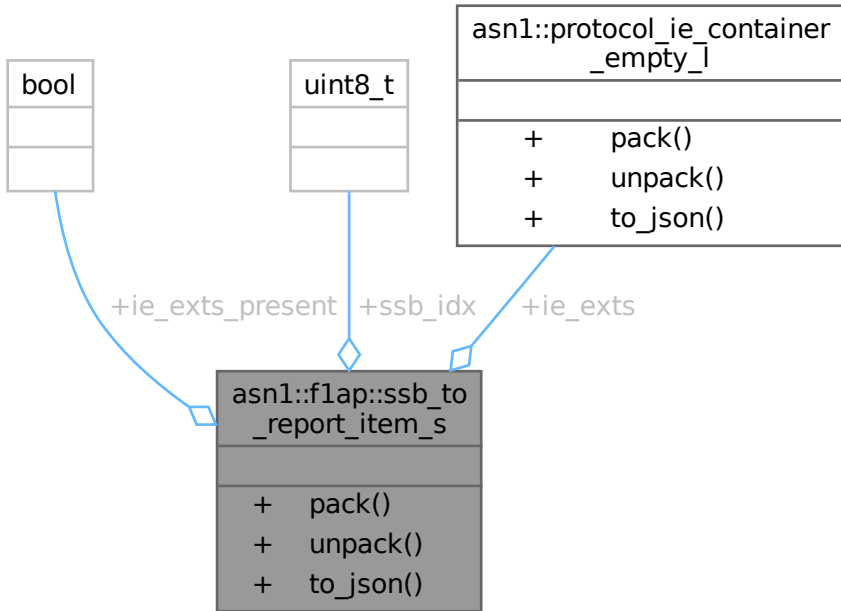 asn1::protocol_ie_container
_empty_l
+ pack()
+ unpack()
+ to_json()
bool
uint8_t
+ie_exts_present
+ssb_idx
+ie_exts
asn1::f1ap::ssb_to
_report_item_s
+ pack()
+ unpack()
+ to_json()